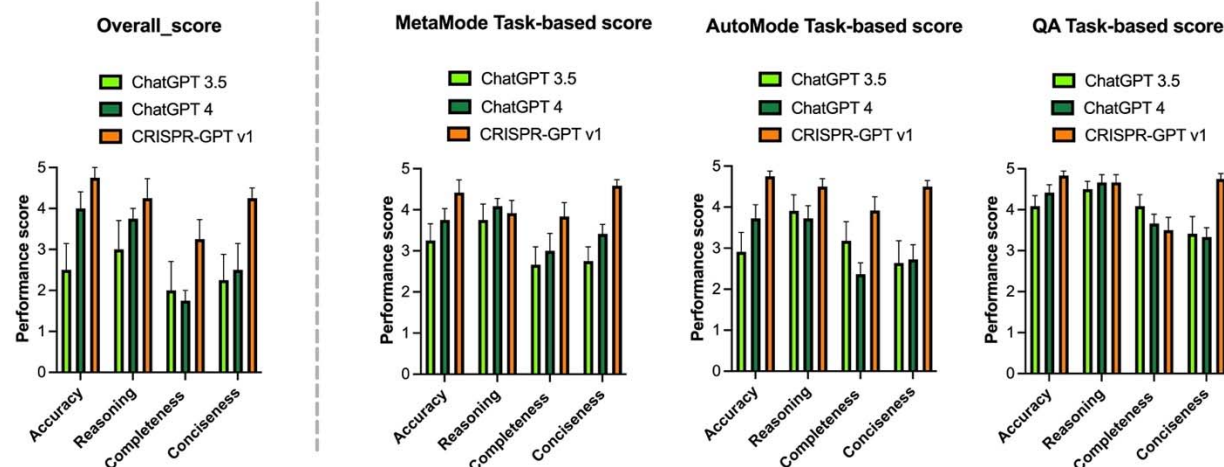 Overall_score
ChatGPT 3.5
ChatGPT 4
CRISPR-GPT v1
Performance score
5
4
3
2
1
0
Accuracy
Reasoning
Completeness
Conciseness
MetaMode Task-based score
ChatGPT 3.5
ChatGPT 4
CRISPR-GPT v1
Performance score
5
4
3
2
1
0
Accuracy
Reasoning
Completeness
Conciseness
AutoMode Task-based score
ChatGPT 3.5
ChatGPT 4
CRISPR-GPT v1
Performance score
5
4
3
2
1
0
Accuracy
Reasoning
Completeness
Conciseness
QA Task-based score
ChatGPT 3.5
ChatGPT 4
CRISPR-GPT v1
Performance score
5
4
3
2
1
0
Accuracy
Reasoning
Completeness
Conciseness